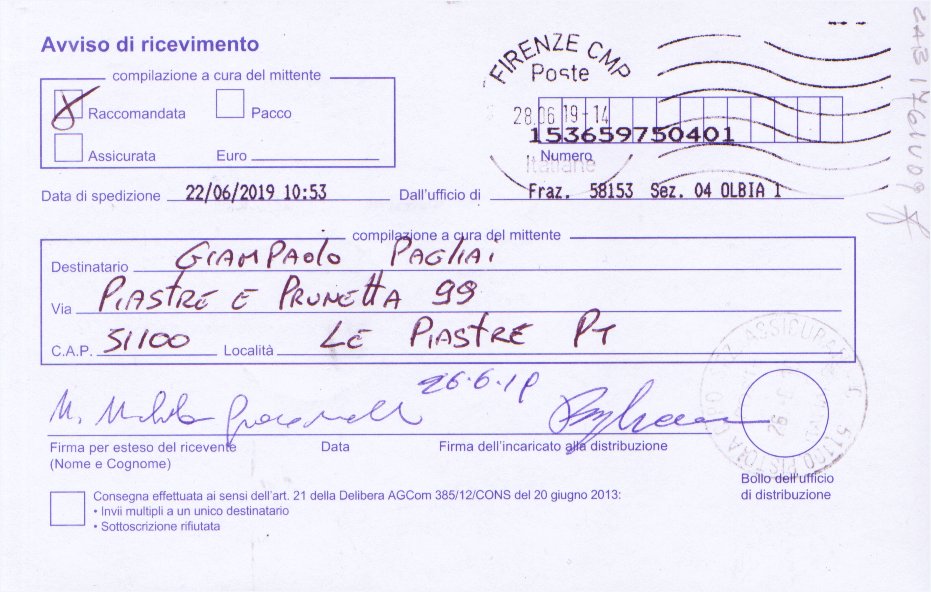 Avviso di ricevimento
FIRENZE CMP
Poste
compilazione a cura del mittente
Raccomandata
Pacco
28.06 19-14
153659750401
Assicurata
Euro
Numero
Italiane
Data di spedizione 22/06/2019 10:53 Dall'ufficio di Fraz. 58153 Sez. 04 OLBIA 1
compilazione a cura del mittente
Destinatario GIAMPAOLO PAGLIAI
Via PIASTRE E PRUNETTA 99
C.A.P. 51100 Località LE PIASTRE PT
26.6.19
Firma per esteso del ricevente
(Nome e Cognome)
Data
Firma dell'incaricato alla distribuzione
Bollo dell'ufficio
di distribuzione
Consegna effettuata ai sensi dell'art. 21 della Delibera AGCom 385/12/CONS del 20 giugno 2013:
• Invii multipli a un unico destinatario
• Sottoscrizione rifiutata